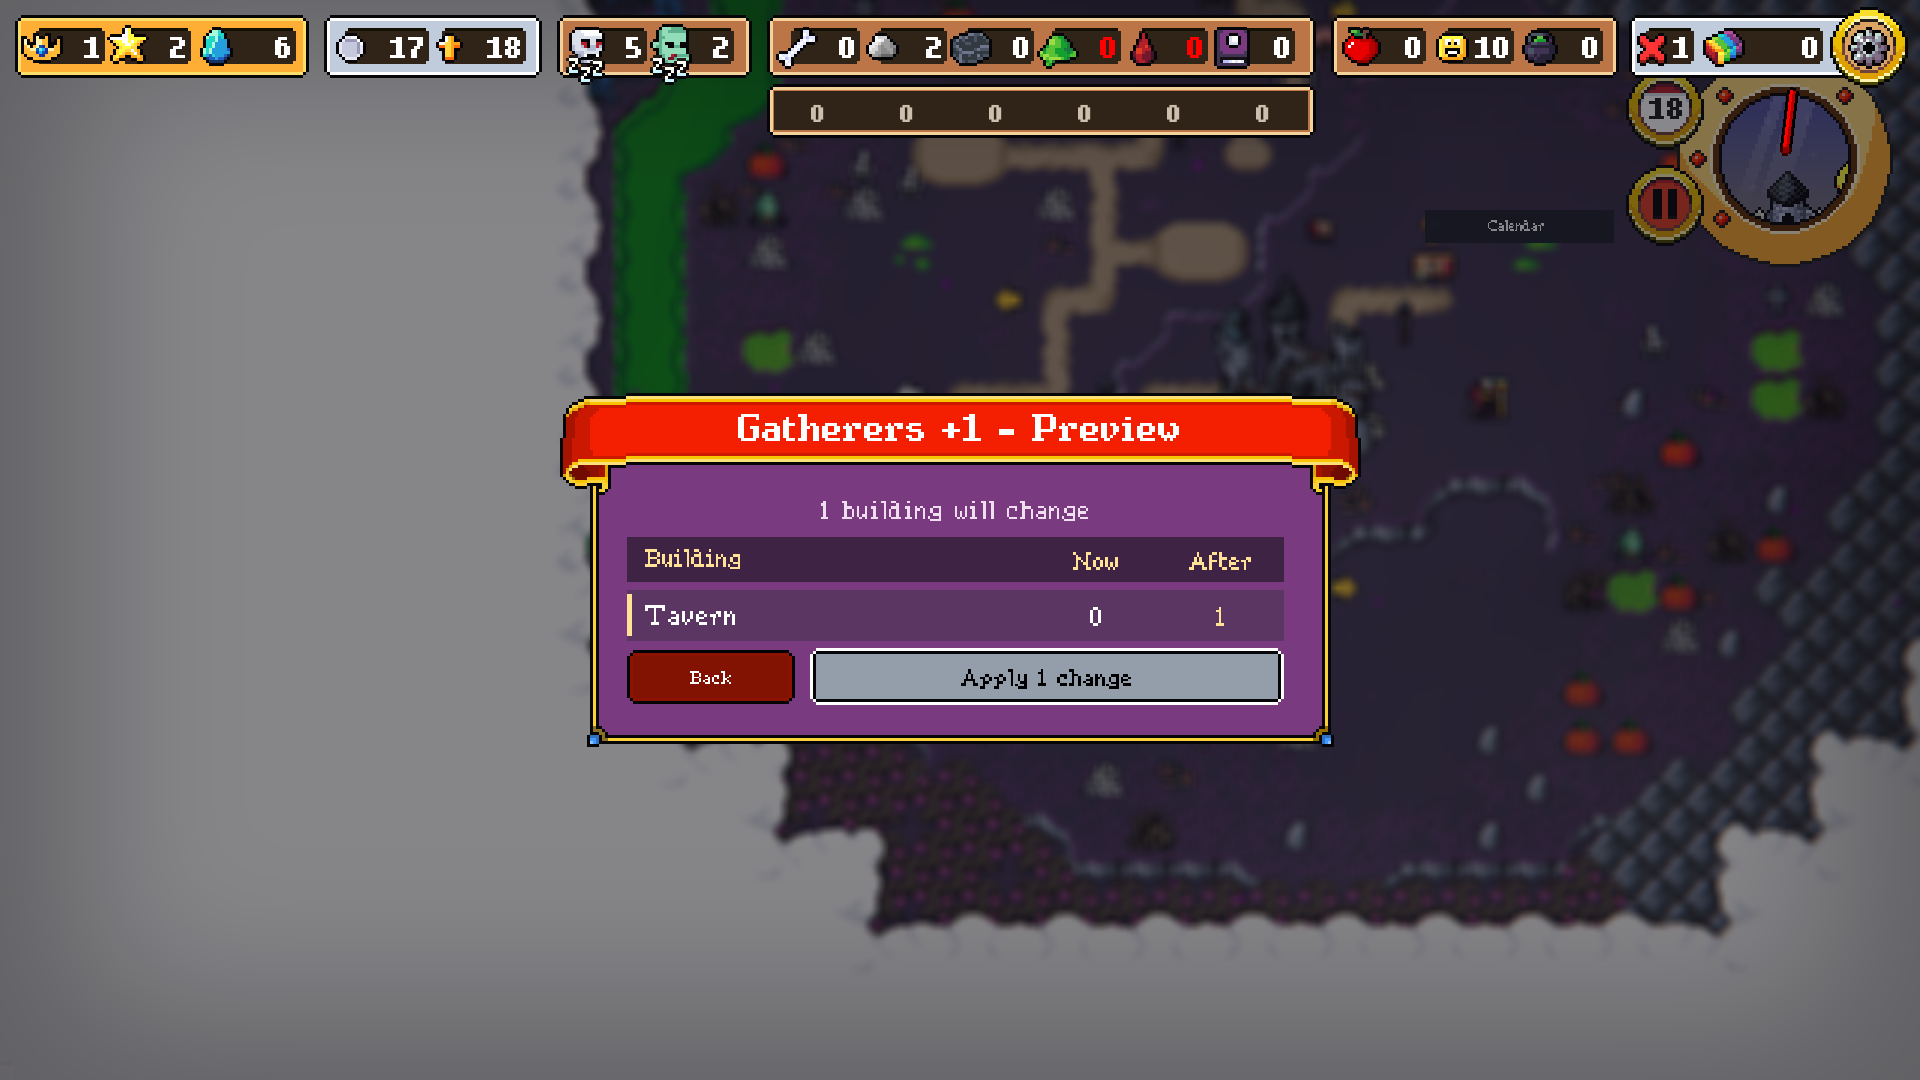 1 2 6 17 18 5 2 0 2 0 0 0 0 0 10 0 1 0
0 0 0 0 0 0
18
Calendar
Gatherers +1 - Preview
1 building will change
Building Now After
Tavern 0 1
Back Apply 1 change